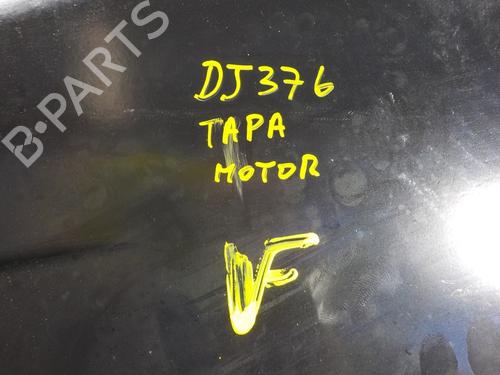 B-PARTS
DJ376
TAPA
MOTOR
VF